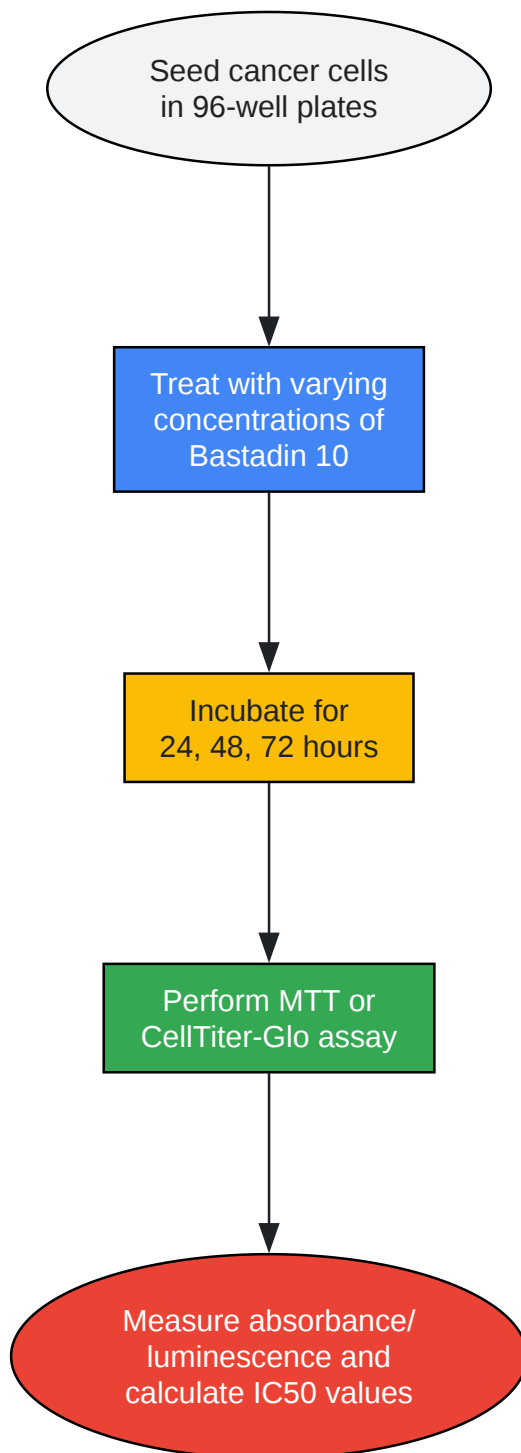 Seed cancer cells
in 96-well plates
Treat with varying
concentrations of
Bastadin 10
Incubate for
24, 48, 72 hours
Perform MTT or
CellTiter-Glo assay
Measure absorbance/
luminescence and
calculate IC50 values